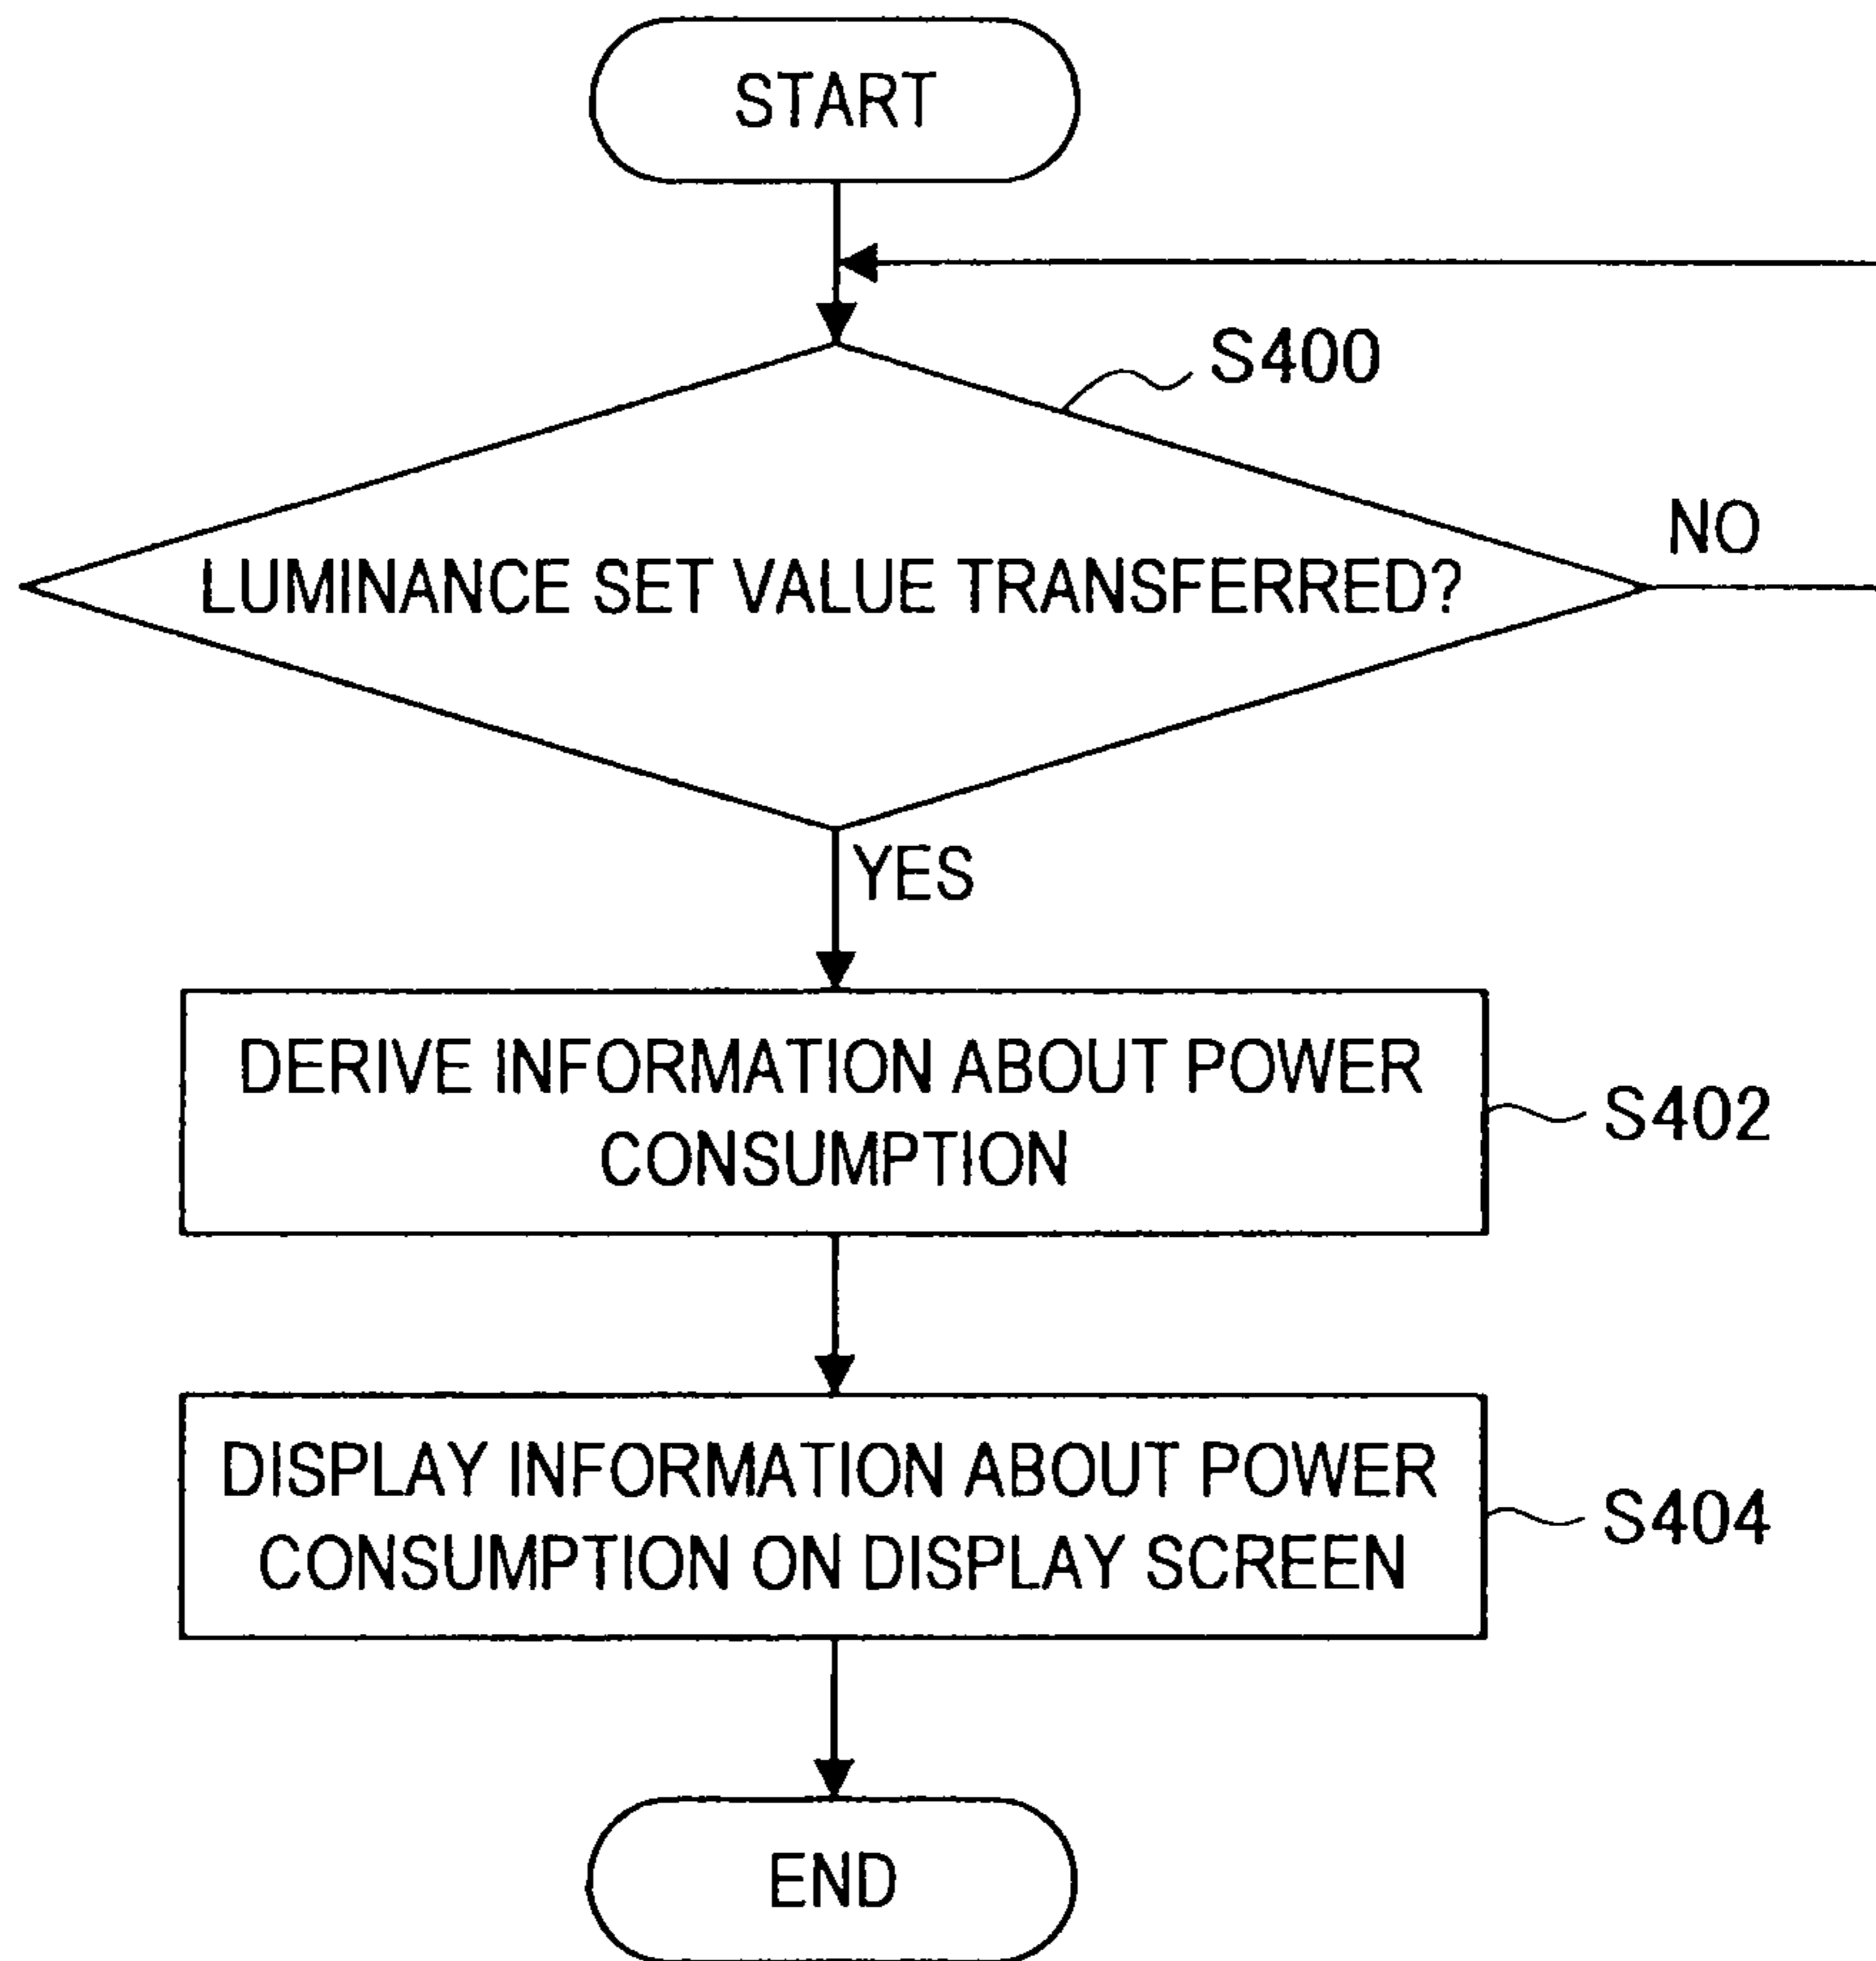 START
S400
LUMINANCE SET VALUE TRANSFERRED?
NO
YES
DERIVE INFORMATION ABOUT POWER
CONSUMPTION
S402
DISPLAY INFORMATION ABOUT POWER
CONSUMPTION ON DISPLAY SCREEN
S404
END